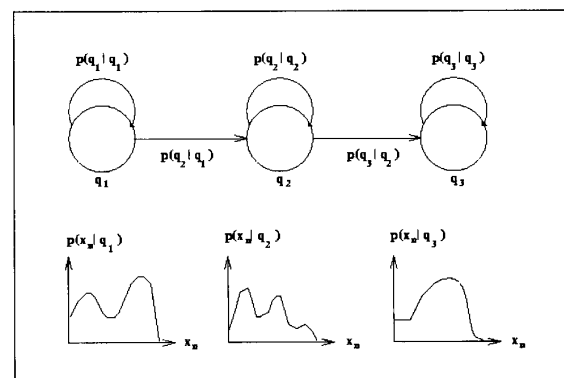 p(q₁|q₁) p(q₂|q₂) p(q₃|q₃)
p(q₂|q₁) p(q₃|q₂)
q₁ q₂ q₃
p(xₙ|q₁) p(xₙ|q₂) p(xₙ|q₃)
xₙ xₙ xₙ